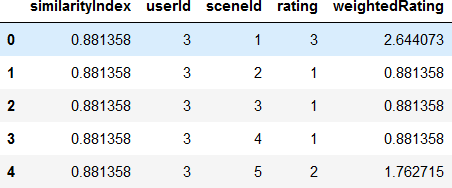 similarityIndex userId sceneId rating weightedRating
0 0.881358 3 1 3 2.644073
1 0.881358 3 2 1 0.881358
2 0.881358 3 3 1 0.881358
3 0.881358 3 4 1 0.881358
4 0.881358 3 5 2 1.762715